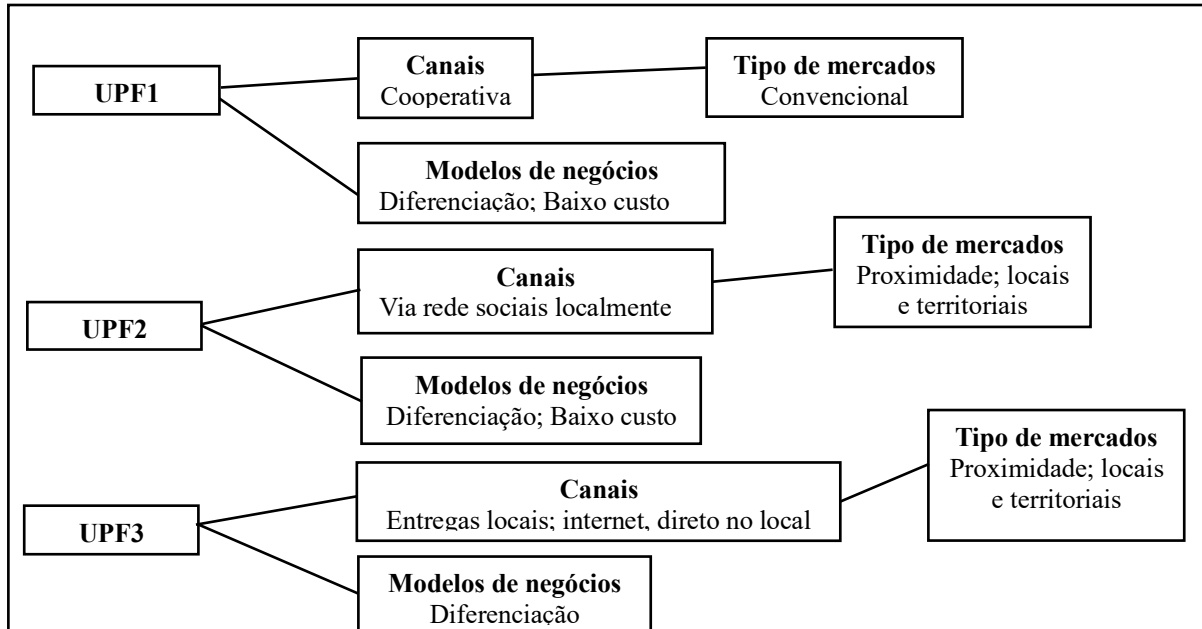 UPF1
Canais
Cooperativa
Tipo de mercados
Convencional
Modelos de negócios
Diferenciação; Baixo custo
UPF2
Canais
Via rede sociais localmente
Tipo de mercados
Proximidade; locais
e territoriais
Modelos de negócios
Diferenciação; Baixo custo
UPF3
Canais
Entregas locais; internet, direto no local
Tipo de mercados
Proximidade; locais
e territoriais
Modelos de negócios
Diferenciação